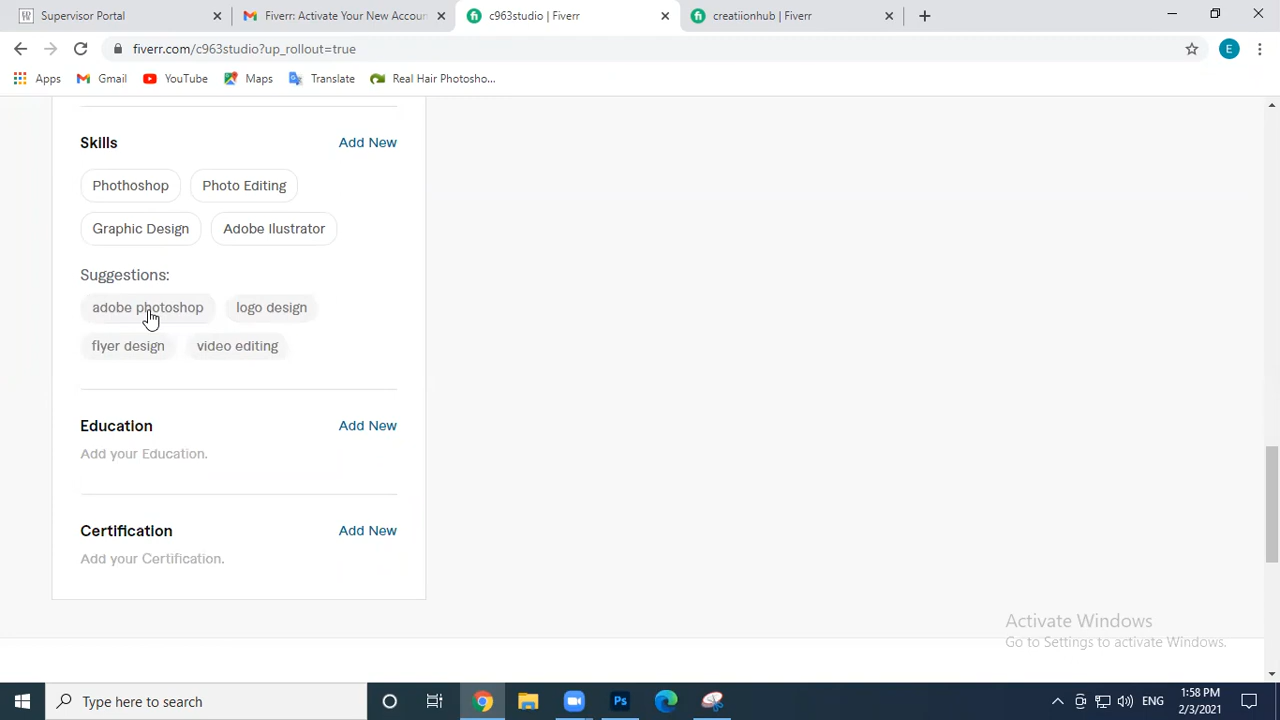 Supervisor Portal
Fiverr: Activate Your New Accoun
c963studio | Fiverr
creatiionhub | Fiverr
fiverr.com/c963studio?up_rollout=true
E
Apps
Gmail
YouTube
Maps
Translate
Real Hair Photosho...
Skills
Add New
Phothoshop
Photo Editing
Graphic Design
Adobe Ilustrator
Suggestions:
adobe photoshop
logo design
flyer design
video editing
Education
Add New
Add your Education.
Certification
Add New
Add your Certification.
Activate Windows
Go to Settings to activate Windows.
Type here to search
Ps
ENG
1:58 PM
2/3/2021